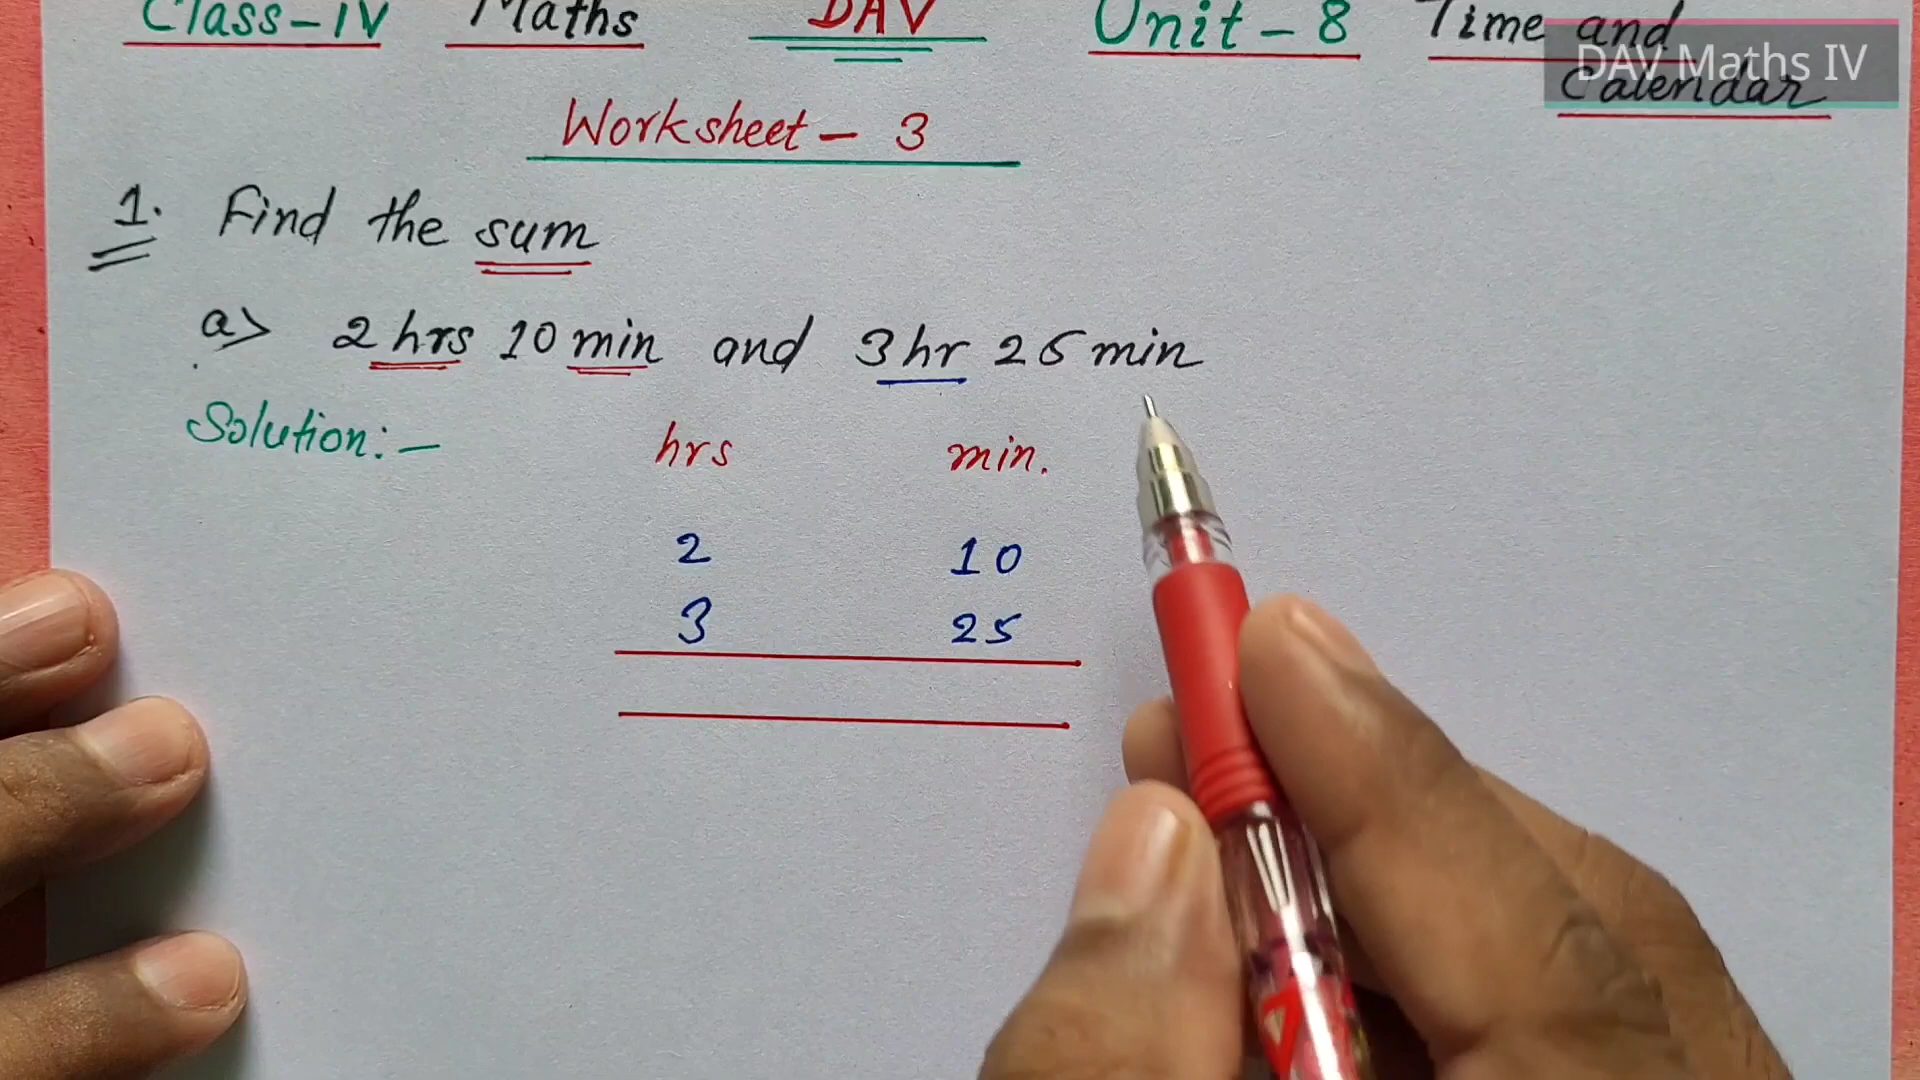 Class-IV Maths DAV Unit-8 Time and
DAV Maths IV
Calendar
Worksheet - 3
1. Find the sum
a> 2 hrs 10 min and 3 hr 25 min
Solution:-
hrs min.
2 10
3 25